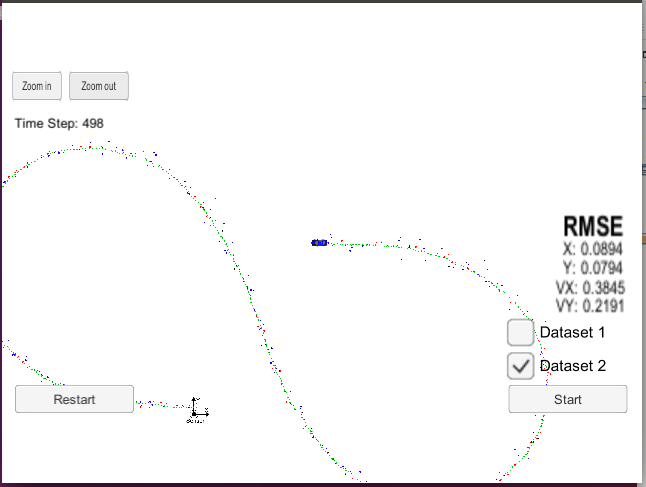 Zoom in
Zoom out
Time Step: 498
RMSE
X: 0.0894
Y: 0.0794
VX: 0.3845
VY: 0.2191
Dataset 1
Dataset 2
Restart
Start
Sensor